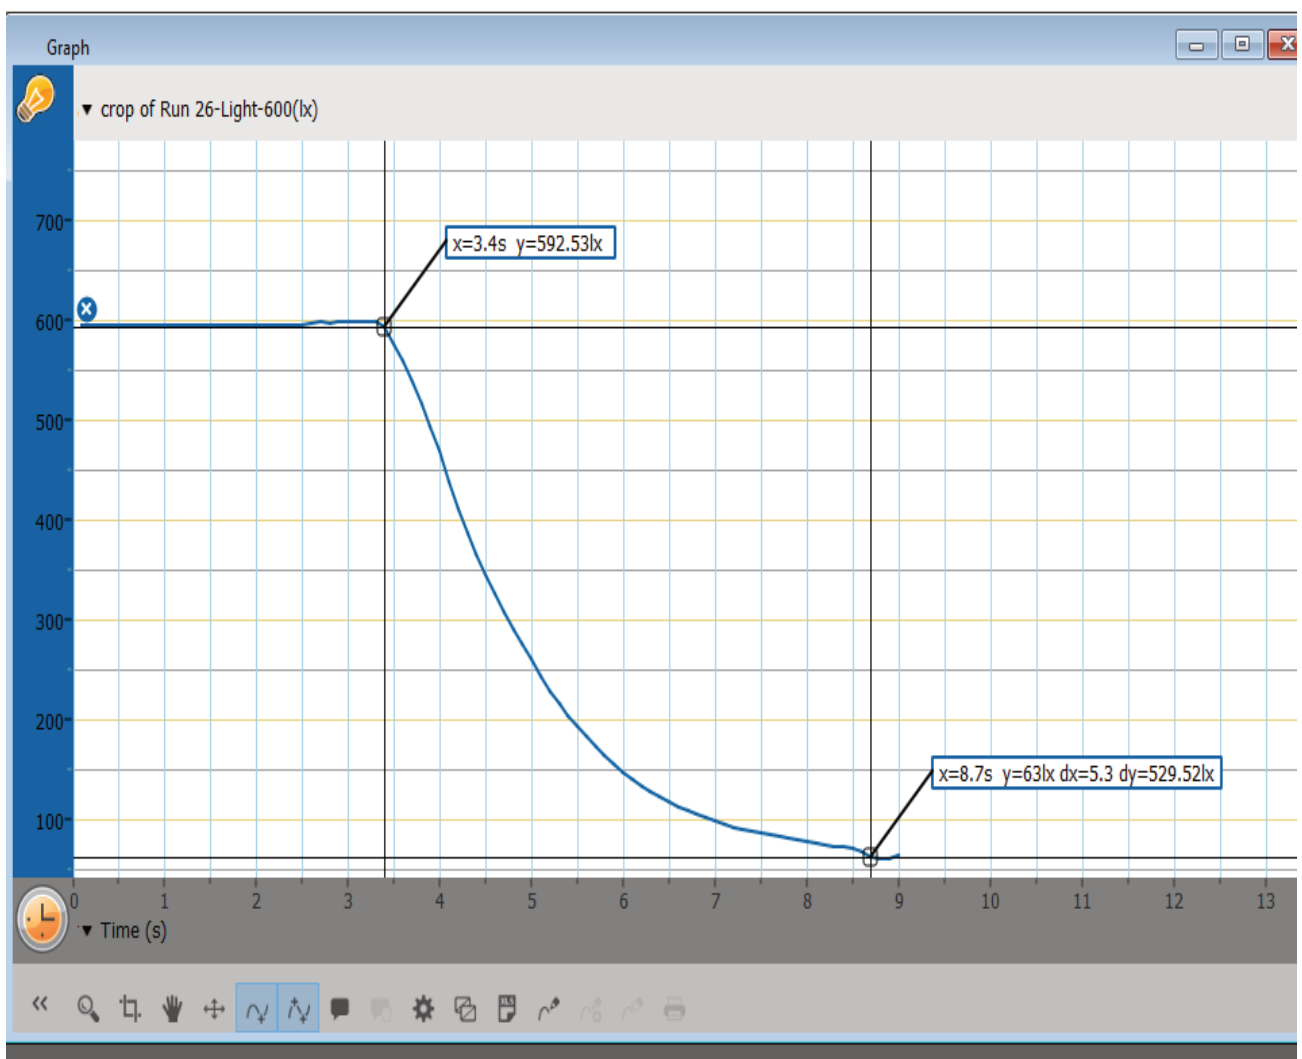 Graph
▼ crop of Run 26-Light-600(lx)
700
600
500
400
300
200
100
x=3.4s y=592.53lx
x=8.7s y=63lx dx=5.3 dy=529.52lx
0 1 2 3 4 5 6 7 8 9 10 11 12 13
▼ Time (s)